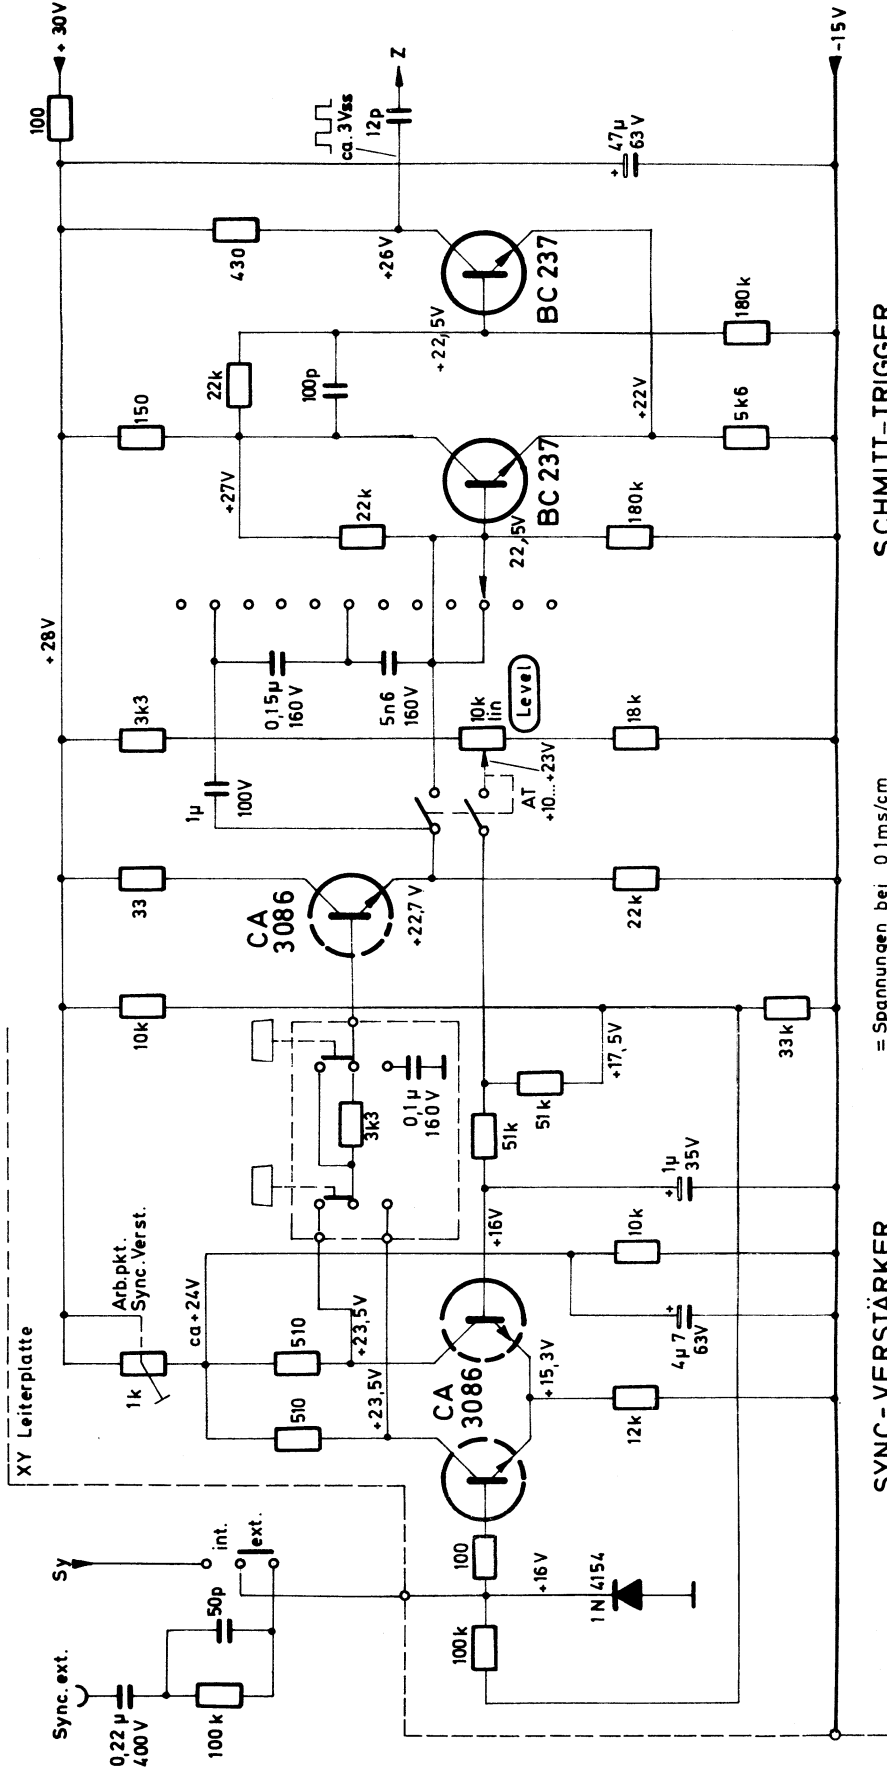 XY Leiterplatte
Sync. ext.
0,22 µ
400V
100k
50p
Sy
int.
ext.
Arb.pkt.
Sync.Verst.
1k
ca+24V
510
510
+23,5V
+23,5V
CA
3086
100
100k
+16V
1N4154
+15,3V
12k
4µ7
63V
10k
1µ
35V
+16V
51k
51k
+17,5V
33k
10k
3k3
0,1µ
160V
33
CA
3086
+22,7V
22k
1µ
100V
AT
+10...+23V
3k3
10k
lin
Level
18k
0,15µ
160V
5n6
160V
+28V
+27V
22k
22,5V
180k
150
22k
100p
BC 237
+22V
5k6
430
+26V
+22,5V
BC 237
180k
ca. 3Vss
12p
Z
47µ
63V
100
+30V
-15V
SYNC-VERSTÄRKER
SCHMITT-TRIGGER
= Spannungen bei 0,1ms/cm